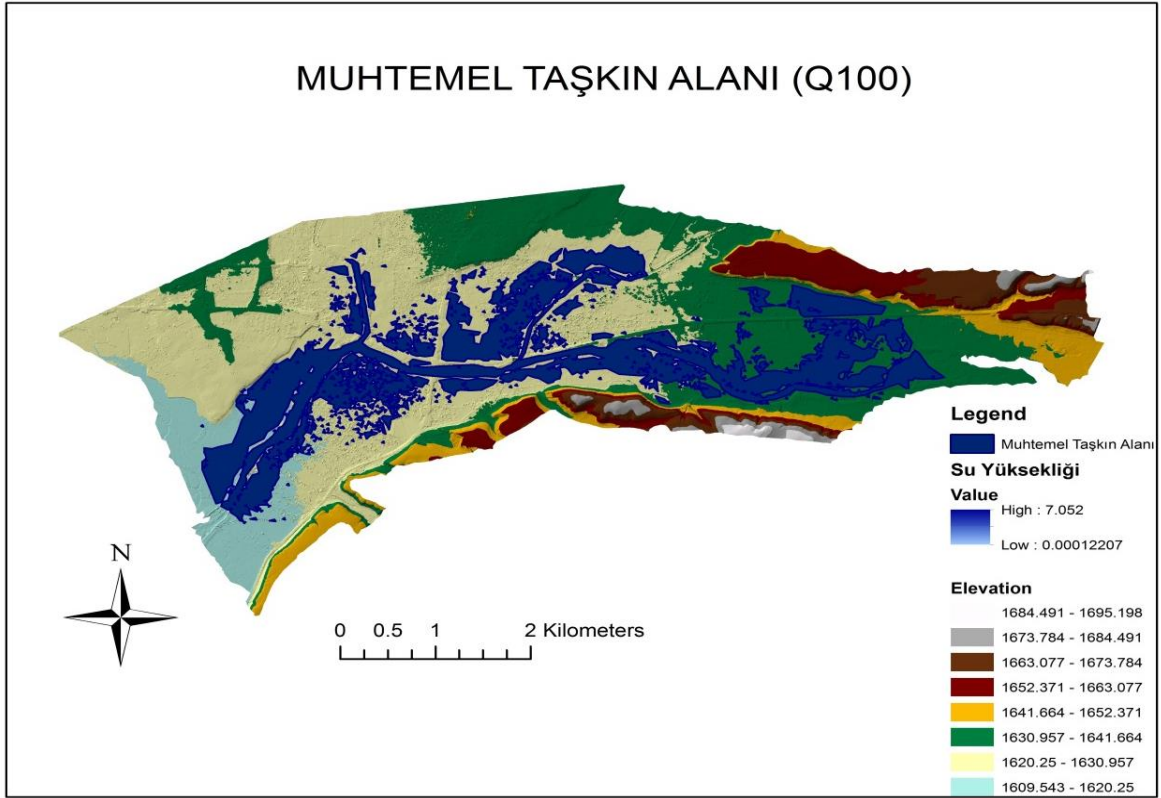 MUHTEMEL TAŞKIN ALANI (Q100)
Legend
Muhtemel Taşkın Alanı
Su Yüksekliği
Value
High : 7.052
Low : 0.00012207
N
0 0.5 1 2 Kilometers
Elevation
1684.491 - 1695.198
1673.784 - 1684.491
1663.077 - 1673.784
1652.371 - 1663.077
1641.664 - 1652.371
1630.957 - 1641.664
1620.25 - 1630.957
1609.543 - 1620.25